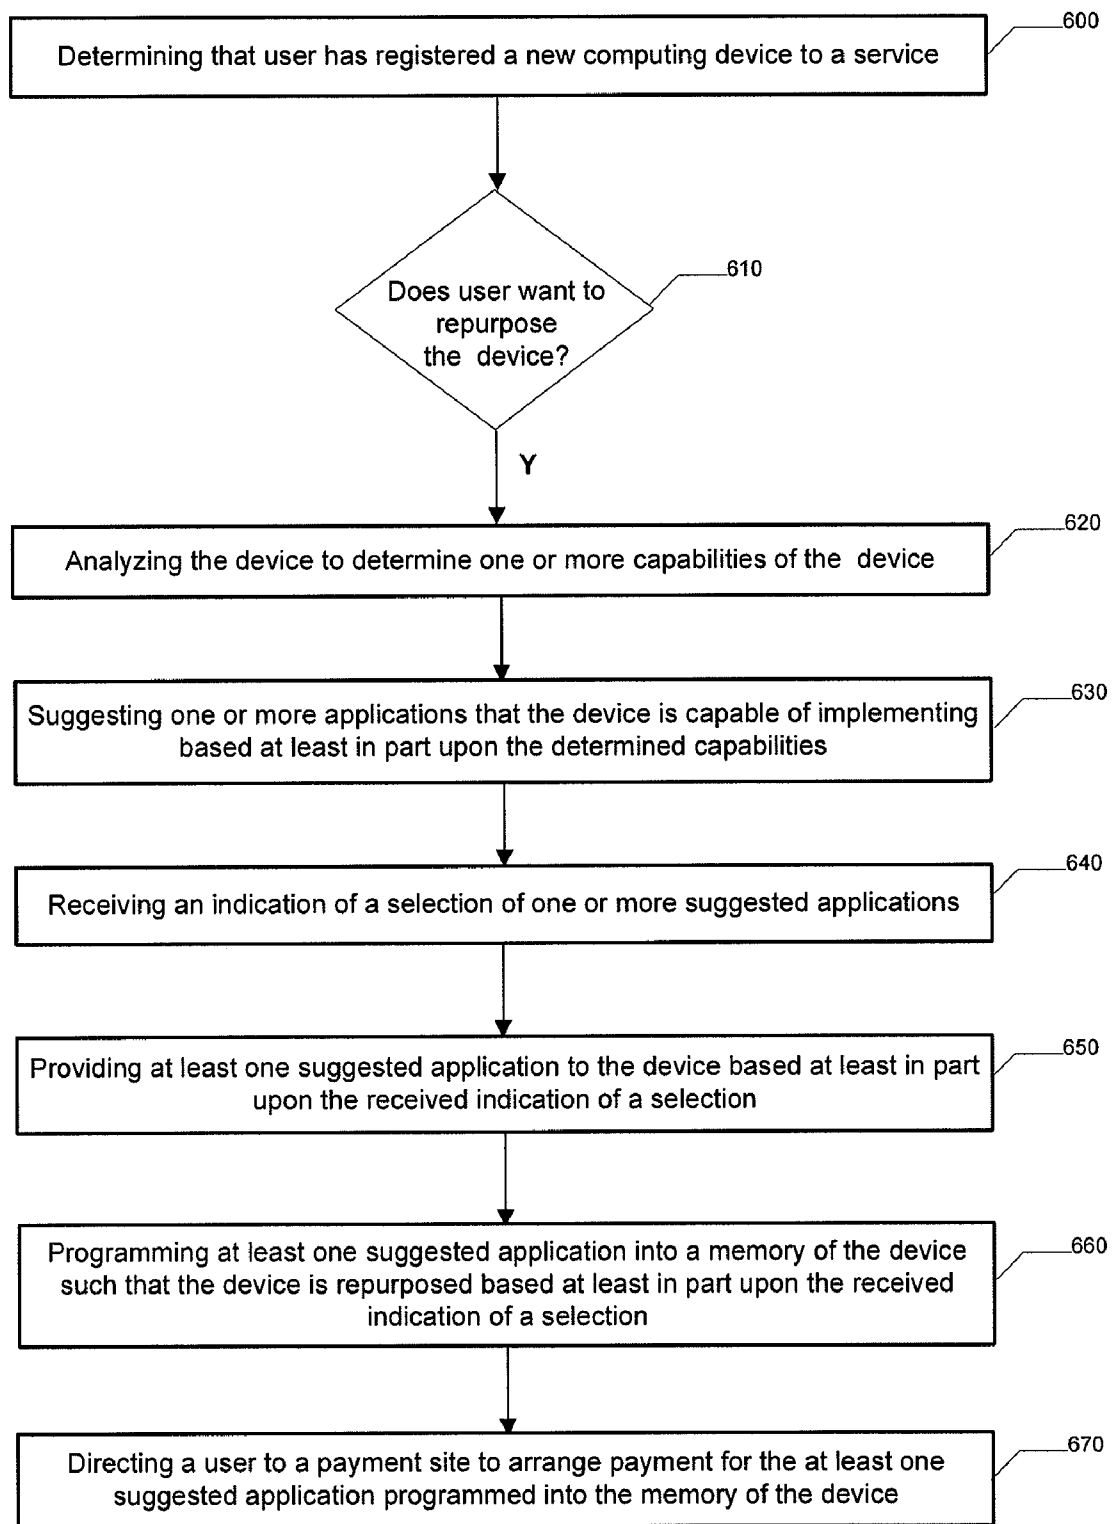 600
Determining that user has registered a new computing device to a service
610
Does user want to
repurpose
the device?
Y
620
Analyzing the device to determine one or more capabilities of the device
630
Suggesting one or more applications that the device is capable of implementing
based at least in part upon the determined capabilities
640
Receiving an indication of a selection of one or more suggested applications
650
Providing at least one suggested application to the device based at least in part
upon the received indication of a selection
660
Programming at least one suggested application into a memory of the device
such that the device is repurposed based at least in part upon the received
indication of a selection
670
Directing a user to a payment site to arrange payment for the at least one
suggested application programmed into the memory of the device